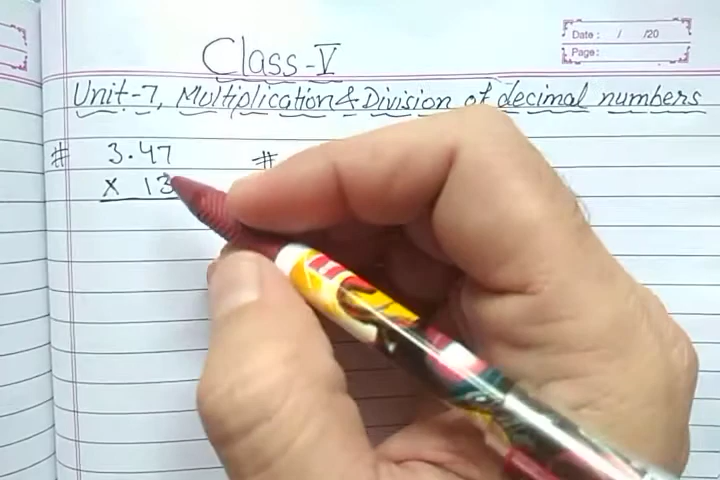 Date : / /20
Page:
Class-V
Unit-7, Multiplication & Division of decimal numbers
# 3.47 #
x 13